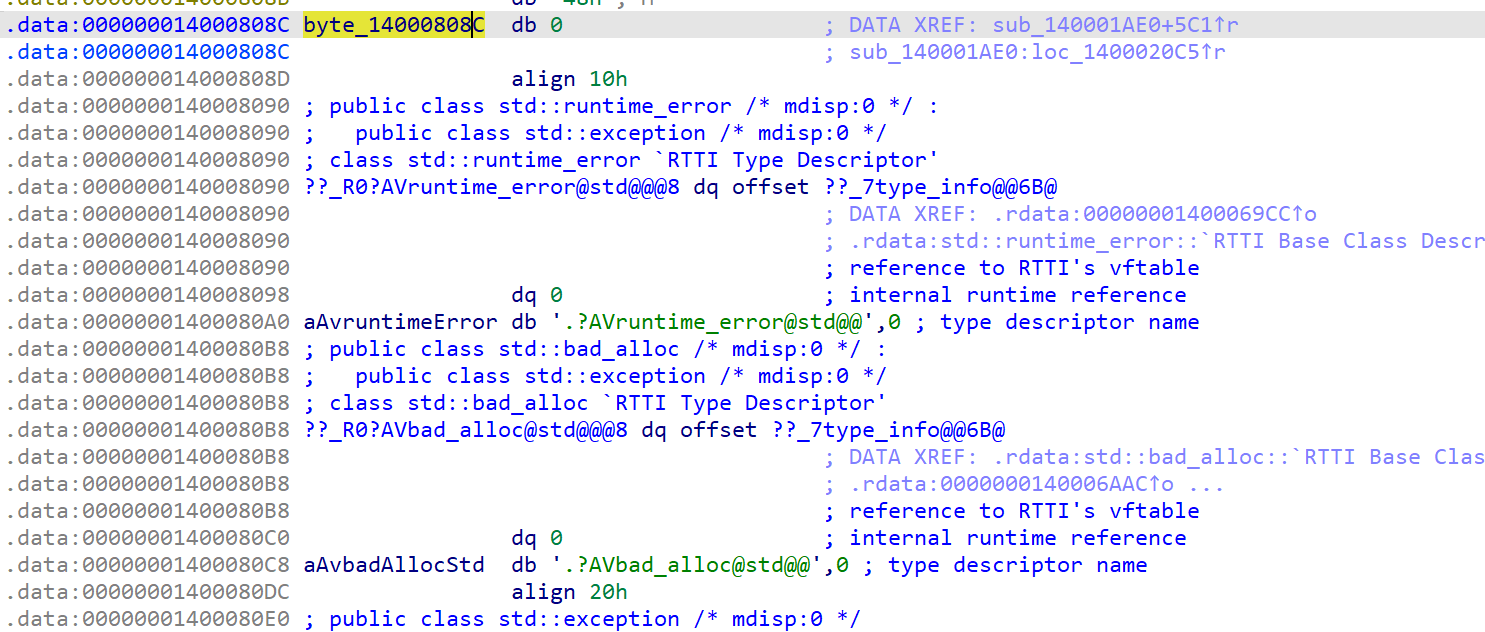 .data:000000014000808B db 48h ; H
.data:000000014000808C byte_14000808C db 0 ; DATA XREF: sub_140001AE0+5C1↑r
.data:000000014000808C ; sub_140001AE0:loc_1400020C5↑r
.data:000000014000808D align 10h
.data:0000000140008090 ; public class std::runtime_error /* mdisp:0 */ :
.data:0000000140008090 ;   public class std::exception /* mdisp:0 */
.data:0000000140008090 ; class std::runtime_error `RTTI Type Descriptor'
.data:0000000140008090 ??_R0?AVruntime_error@std@@@8 dq offset ??_7type_info@@6B@
.data:0000000140008090 ; DATA XREF: .rdata:00000001400069CC↑o
.data:0000000140008090 ; .rdata:std::runtime_error::`RTTI Base Class Descr
.data:0000000140008090 ; reference to RTTI's vftable
.data:0000000140008098 dq 0 ; internal runtime reference
.data:00000001400080A0 aAvruntimeError db '.?AVruntime_error@std@@',0 ; type descriptor name
.data:00000001400080B8 ; public class std::bad_alloc /* mdisp:0 */ :
.data:00000001400080B8 ;   public class std::exception /* mdisp:0 */
.data:00000001400080B8 ; class std::bad_alloc `RTTI Type Descriptor'
.data:00000001400080B8 ??_R0?AVbad_alloc@std@@@8 dq offset ??_7type_info@@6B@
.data:00000001400080B8 ; DATA XREF: .rdata:std::bad_alloc::`RTTI Base Clas
.data:00000001400080B8 ; .rdata:0000000140006AAC↑o ...
.data:00000001400080B8 ; reference to RTTI's vftable
.data:00000001400080C0 dq 0 ; internal runtime reference
.data:00000001400080C8 aAvbadAllocStd db '.?AVbad_alloc@std@@',0 ; type descriptor name
.data:00000001400080DC align 20h
.data:00000001400080E0 ; public class std::exception /* mdisp:0 */